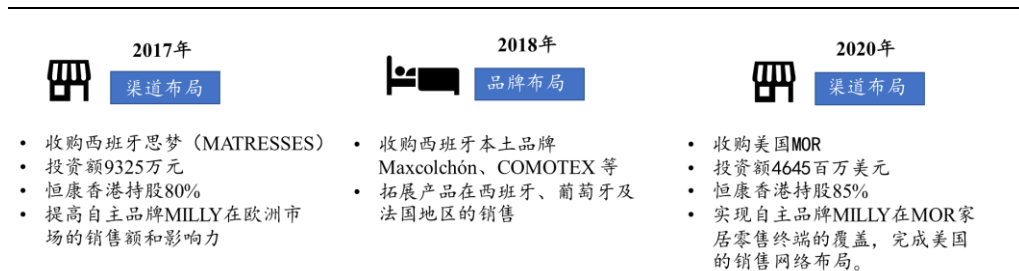 2017年
渠道布局
• 收购西班牙思梦（MATRESSES）
• 投资额9325万元
• 恒康香港持股80%
• 提高自主品牌MILLY在欧洲市
场的销售额和影响力
2018年
品牌布局
• 收购西班牙本土品牌
Maxcolchón、COMOTEX 等
• 拓展产品在西班牙、葡萄牙及
法国地区的销售
2020年
渠道布局
• 收购美国MOR
• 投资额4645百万美元
• 恒康香港持股85%
• 实现自主品牌MILLY在MOR家
居零售终端的覆盖，完成美国
的销售网络布局。